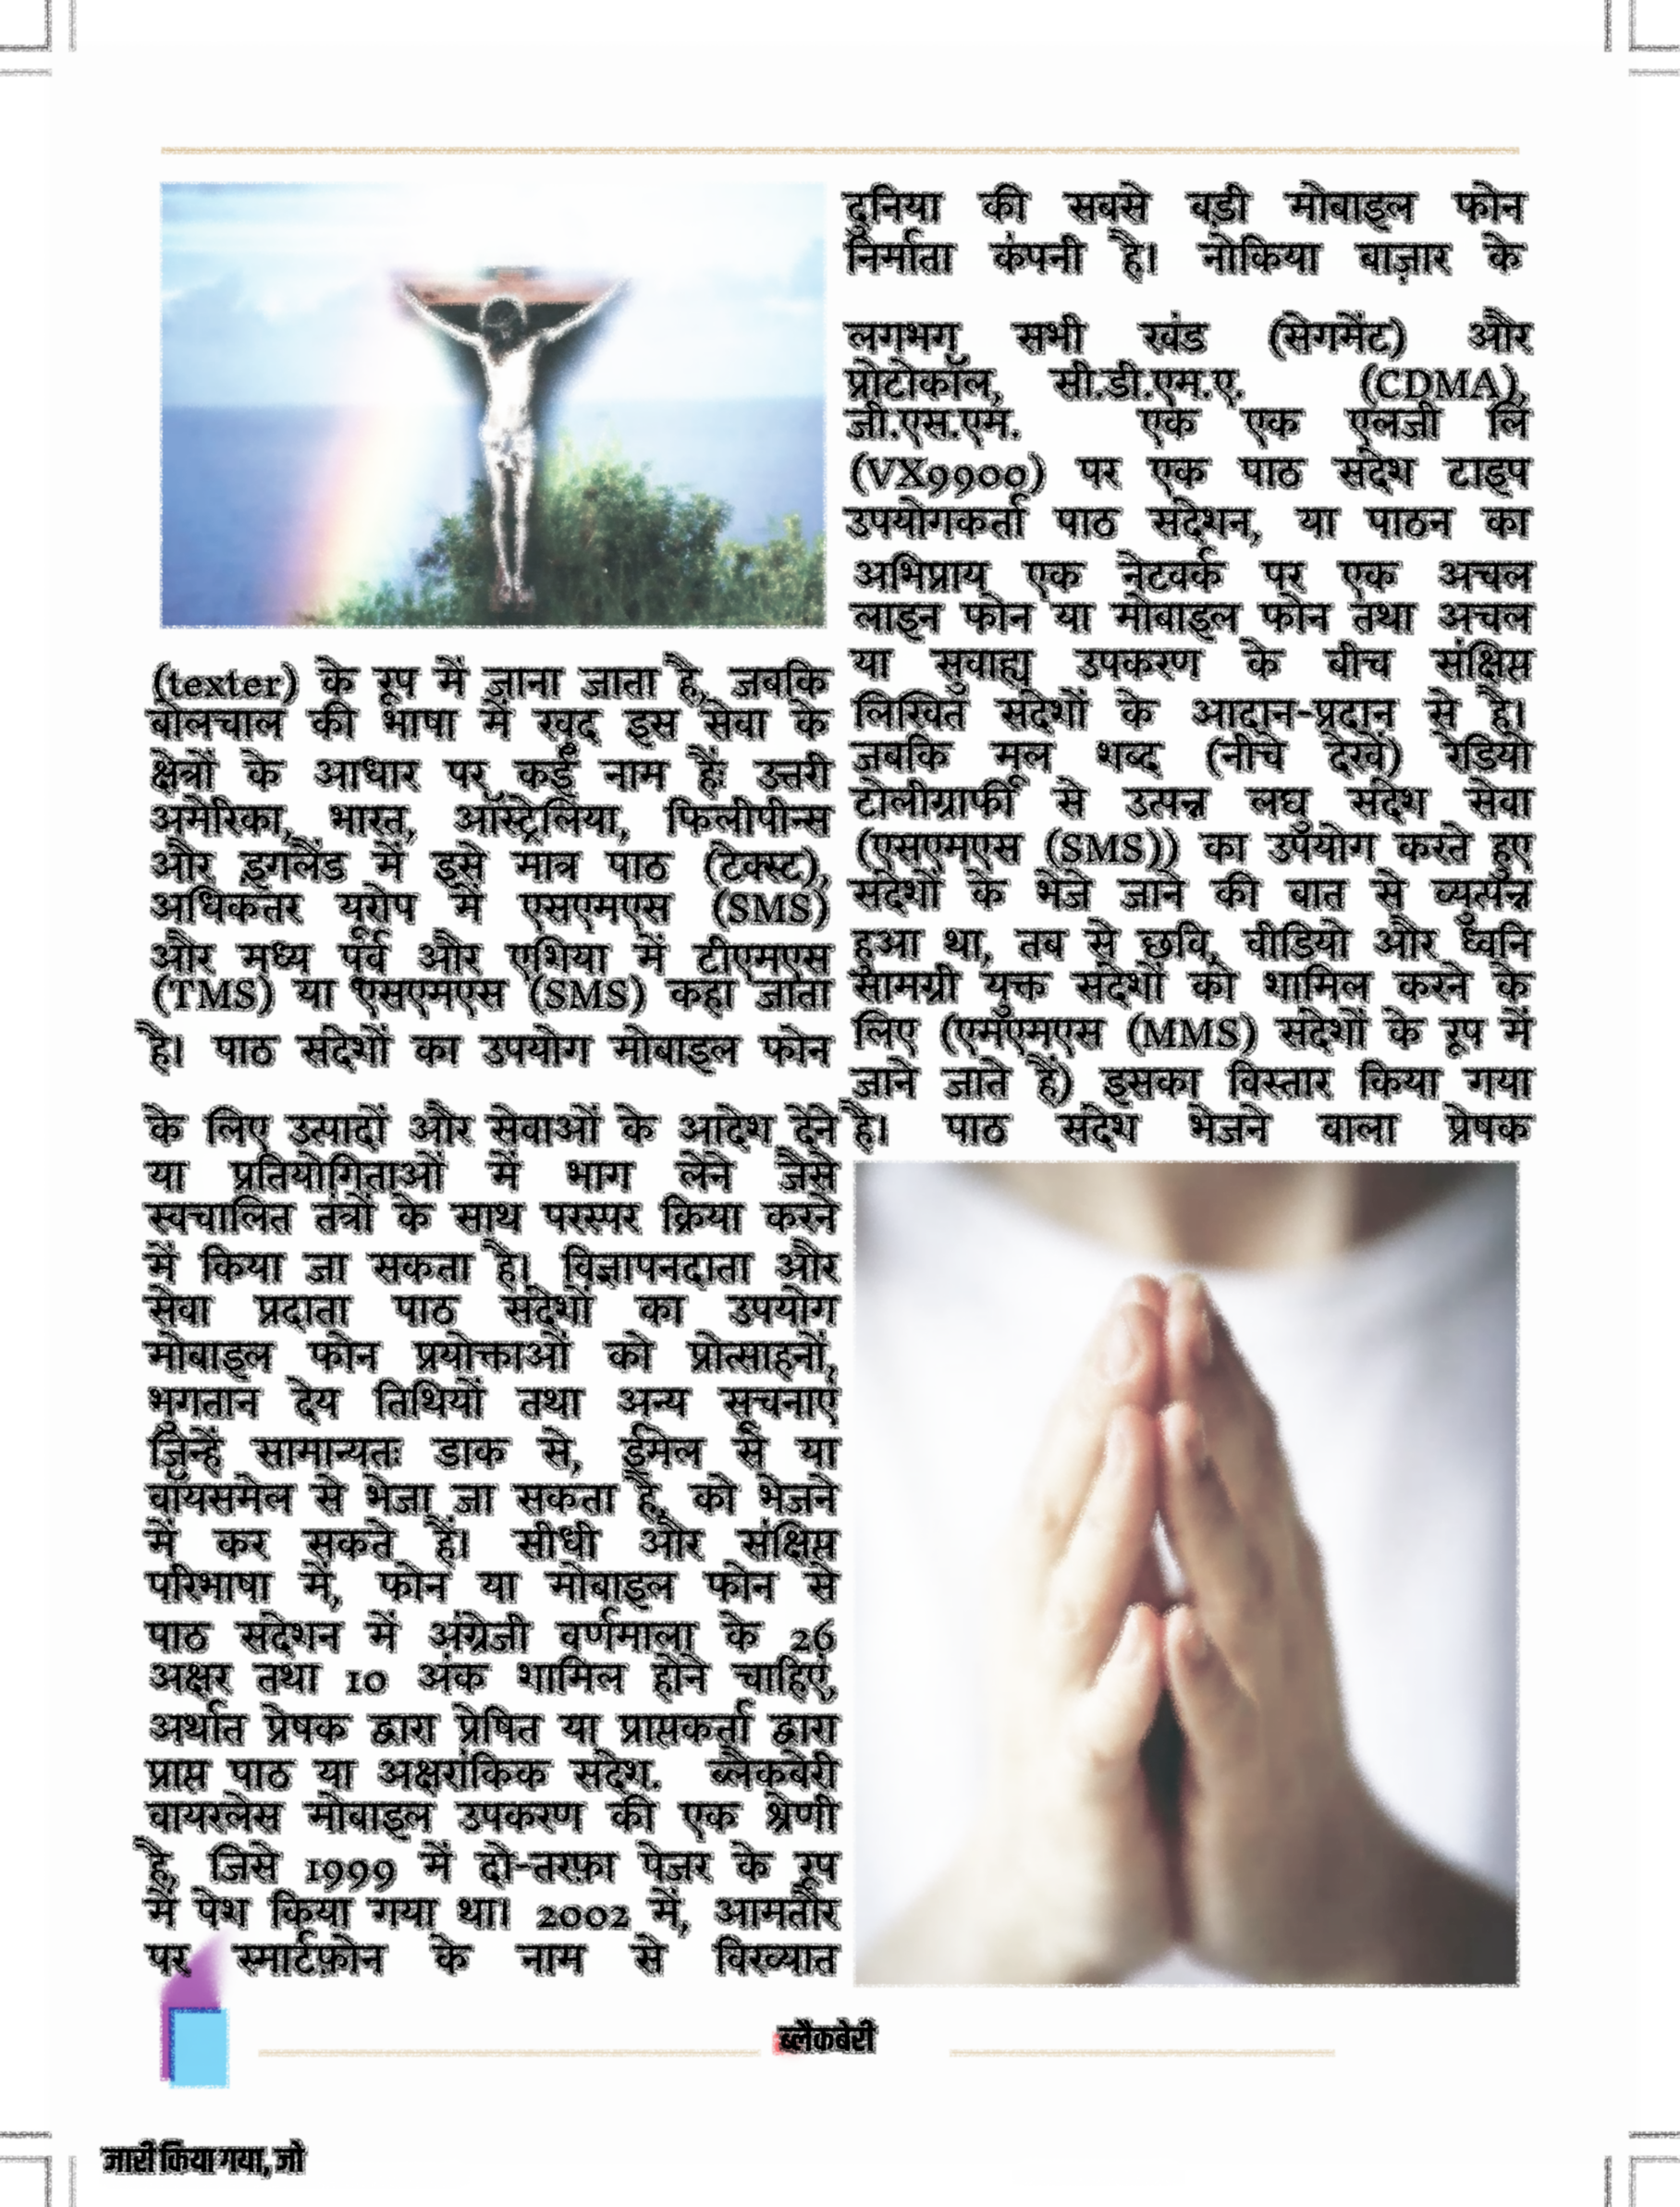 दुनिया की सबसे बड़ी मोबाइल फोन
निर्माता कंपनी है। नोकिया बाज़ार के
लगभग सभी खंड (सेगमेंट) और
प्रोटोकॉल, सी.डी.एम.ए. (CDMA),
जी.एस.एम. एक एक एलजी लि
(VX9900) पर एक पाठ संदेश टाइप
उपयोगकर्ता पाठ संदेशन, या पाठन का
अभिप्राय एक नेटवर्क पर एक अचल
लाइन फोन या मोबाइल फोन तथा अचल
या सुवाह्य उपकरण के बीच संक्षिप्त
लिखित संदेशों के आदान-प्रदान से है।
जबकि मूल शब्द (नीचे देखें) रेडियो
टोलीग्राफी से उत्पन्न लघु संदेश सेवा
(एसएमएस (SMS)) का उपयोग करते हुए
संदेशों के भेजे जाने की बात से व्युत्पन्न
हुआ था, तब से छवि, वीडियो और ध्वनि
सामग्री युक्त संदेशों को शामिल करने के
लिए (एमएमएस (MMS) संदेशों के रूप में
जाने जाते हैं) इसका विस्तार किया गया
है। पाठ संदेश भेजने वाला प्रेषक
(texter) के रूप में जाना जाता है, जबकि
बोलचाल की भाषा में खुद इस सेवा के
क्षेत्रों के आधार पर कई नाम हैं: उत्तरी
अमेरिका, भारत, ऑस्ट्रेलिया, फिलीपीन्स
और इंगलैंड में इसे मात्र पाठ (टेक्स्ट),
अधिकतर यूरोप में एसएमएस (SMS)
और मध्य पूर्व और एशिया में टीएमएस
(TMS) या एसएमएस (SMS) कहा जाता
है। पाठ संदेशों का उपयोग मोबाइल फोन
के लिए उत्पादों और सेवाओं के आदेश देने
या प्रतियोगिताओं में भाग लेने जैसे
स्वचालित तंत्रों के साथ परस्पर क्रिया करने
में किया जा सकता है। विज्ञापनदाता और
सेवा प्रदाता पाठ संदेशों का उपयोग
मोबाइल फोन प्रयोक्ताओं को प्रोत्साहनों,
भुगतान देय तिथियों तथा अन्य सूचनाएं
जिन्हें सामान्यतः डाक से, ईमेल से या
वॉयसमेल से भेजा जा सकता है, को भेजने
में कर सकते हैं। सीधी और संक्षिप्त
परिभाषा में, फोन या मोबाइल फोन से
पाठ संदेशन में अंग्रेजी वर्णमाला के 26
अक्षर तथा 10 अंक शामिल होने चाहिएं,
अर्थात प्रेषक द्वारा प्रेषित या प्राप्तकर्ता द्वारा
प्राप्त पाठ या अक्षरांकिक संदेश. ब्लैकबेरी
वायरलेस मोबाइल उपकरण की एक श्रेणी
है, जिसे 1999 में दो-तरफ़ा पेजर के रूप
में पेश किया गया था। 2002 में, आमतौर
पर स्मार्टफ़ोन के नाम से विख्यात
ब्लैकबेरी
जारी किया गया, जो